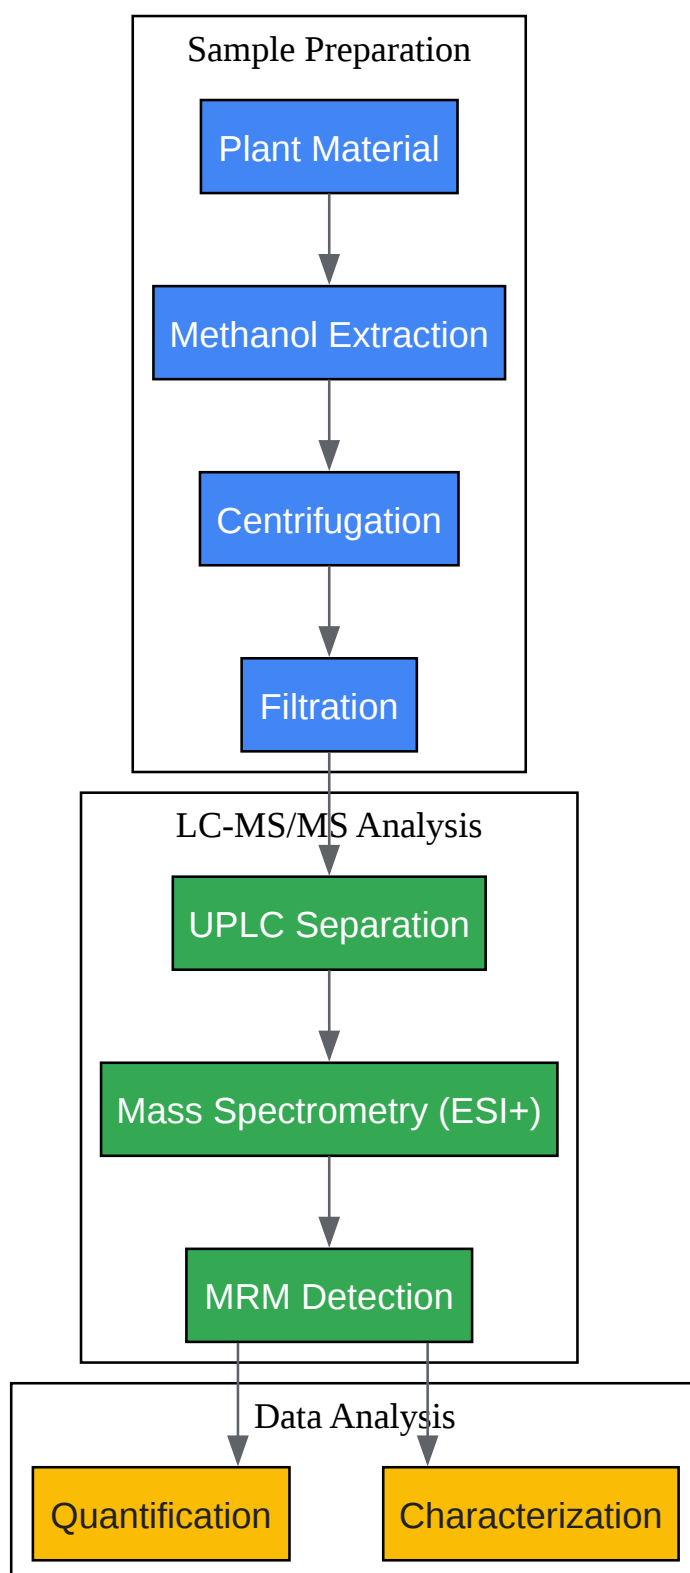 Sample Preparation
Plant Material
Methanol Extraction
Centrifugation
Filtration
LC-MS/MS Analysis
UPLC Separation
Mass Spectrometry (ESI+)
MRM Detection
Data Analysis
Quantification
Characterization